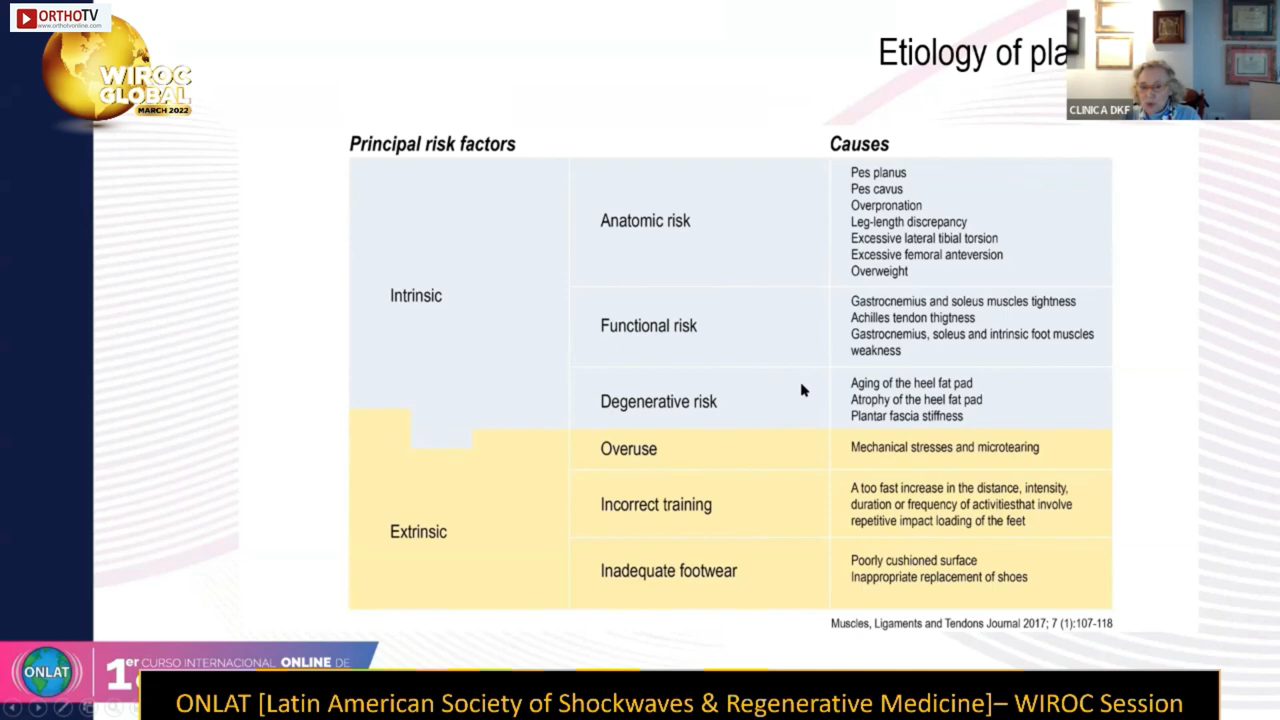 ORTHOTV
www.orthotvonline.com
WIROC
GLOBAL
MARCH 2022
Etiology of pla
CLINICA DKF
Principal risk factors
Causes
Intrinsic
Anatomic risk
Pes planus
Pes cavus
Overpronation
Leg-length discrepancy
Excessive lateral tibial torsion
Excessive femoral anteversion
Overweight
Functional risk
Gastrocnemius and soleus muscles tightness
Achilles tendon thigtness
Gastrocnemius, soleus and intrinsic foot muscles
weakness
Degenerative risk
Aging of the heel fat pad
Atrophy of the heel fat pad
Plantar fascia stiffness
Extrinsic
Overuse
Mechanical stresses and microtearing
Incorrect training
A too fast increase in the distance, intensity,
duration or frequency of activitiesthat involve
repetitive impact loading of the feet
Inadequate footwear
Poorly cushioned surface
Inappropriate replacement of shoes
Muscles, Ligaments and Tendons Journal 2017; 7 (1):107-118
ONLAT
1er CURSO INTERNACIONAL ONLINE DE
ONLAT [Latin American Society of Shockwaves & Regenerative Medicine]– WIROC Session